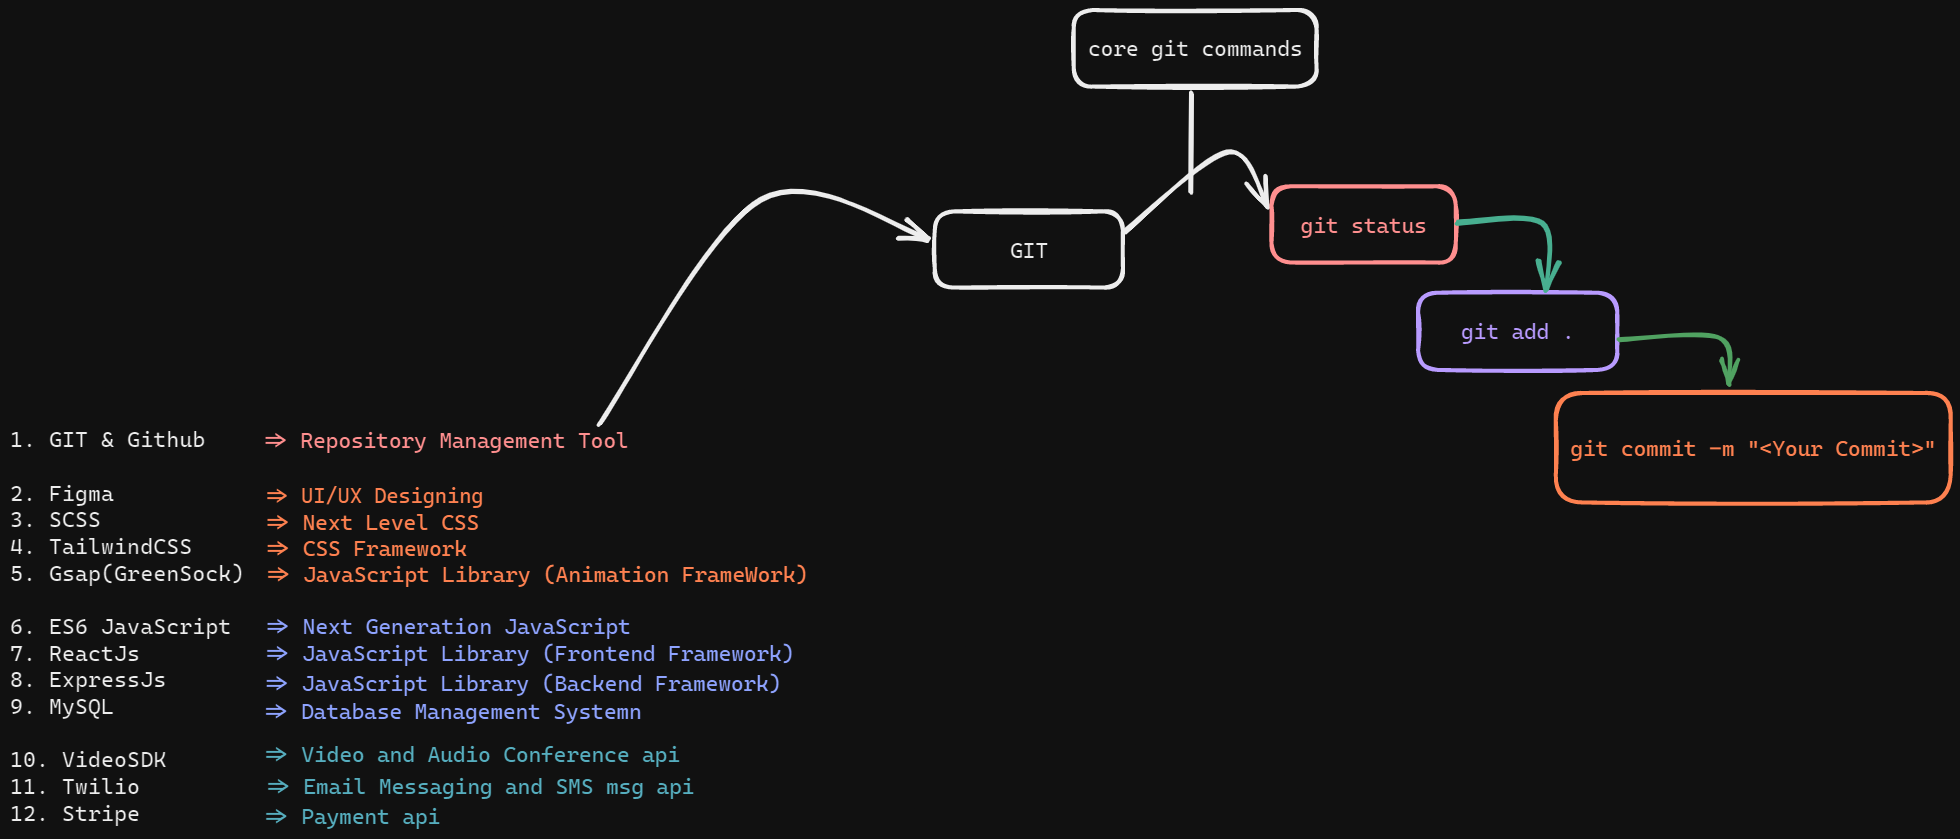 core git commands
GIT
git status
git add .
git commit -m "<Your Commit>"
1. GIT & Github => Repository Management Tool
2. Figma => UI/UX Designing
3. SCSS => Next Level CSS
4. TailwindCSS => CSS Framework
5. Gsap(GreenSock) => JavaScript Library (Animation FrameWork)
6. ES6 JavaScript => Next Generation JavaScript
7. ReactJs => JavaScript Library (Frontend Framework)
8. ExpressJs => JavaScript Library (Backend Framework)
9. MySQL => Database Management Systemn
10. VideoSDK => Video and Audio Conference api
11. Twilio => Email Messaging and SMS msg api
12. Stripe => Payment api